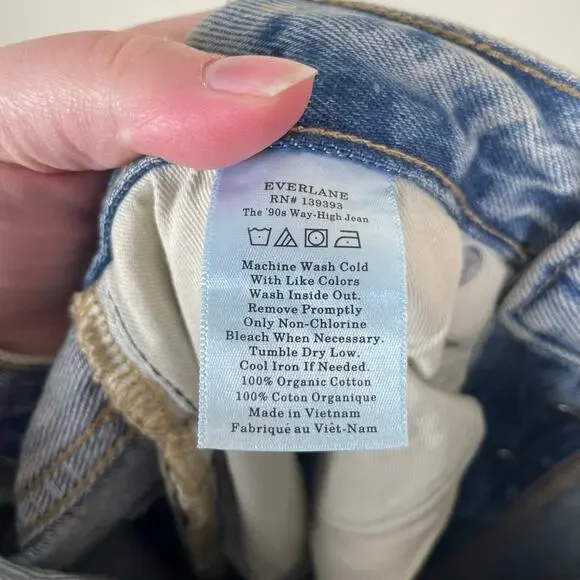 EVERLANE
RN# 139393
The '90s Way-High Jean
Machine Wash Cold
With Like Colors
Wash Inside Out.
Remove Promptly
Only Non-Chlorine
Bleach When Necessary.
Tumble Dry Low.
Cool Iron If Needed.
100% Organic Cotton
100% Coton Organique
Made in Vietnam
Fabriqué au Viêt-Nam